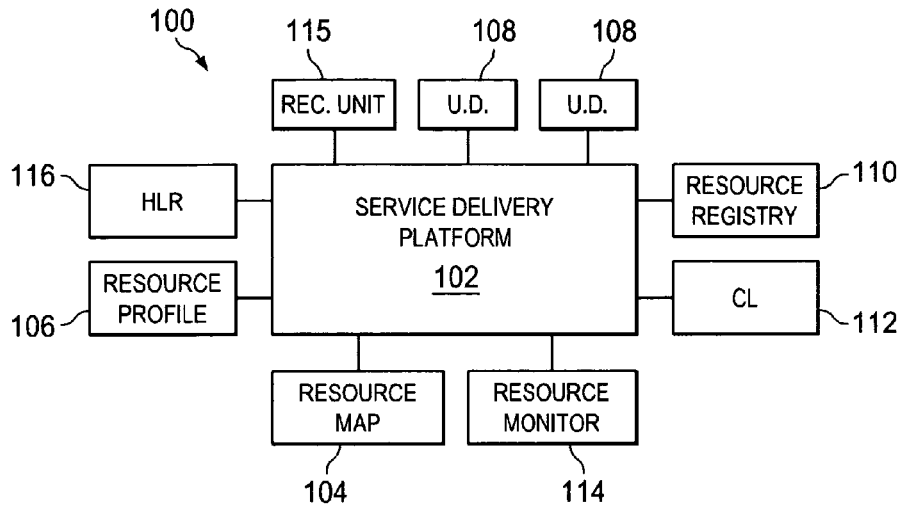 100
115
108
108
REC. UNIT
U.D.
U.D.
116
HLR
SERVICE DELIVERY
PLATFORM
102
RESOURCE
REGISTRY
110
106
RESOURCE
PROFILE
CL
112
RESOURCE
MAP
RESOURCE
MONITOR
104
114